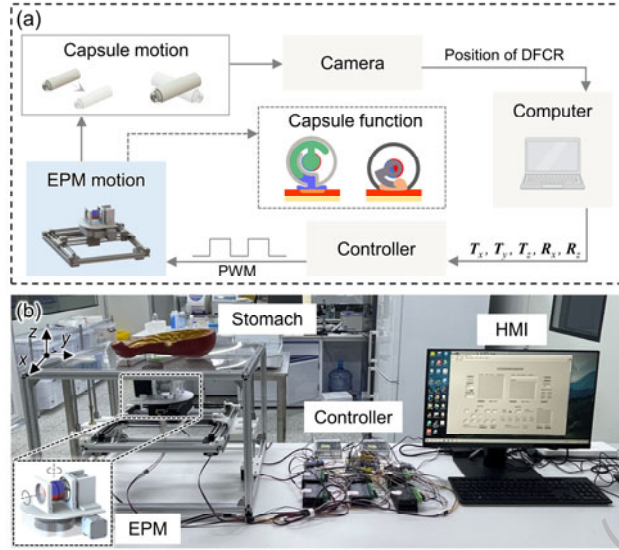 (a)
Capsule motion
Camera
Position of DFCR
Computer
Capsule function
EPM motion
Controller
PWM
Tx, Ty, Tz, Rx, Rz
(b)
z
y
x
Stomach
HMI
Controller
EPM